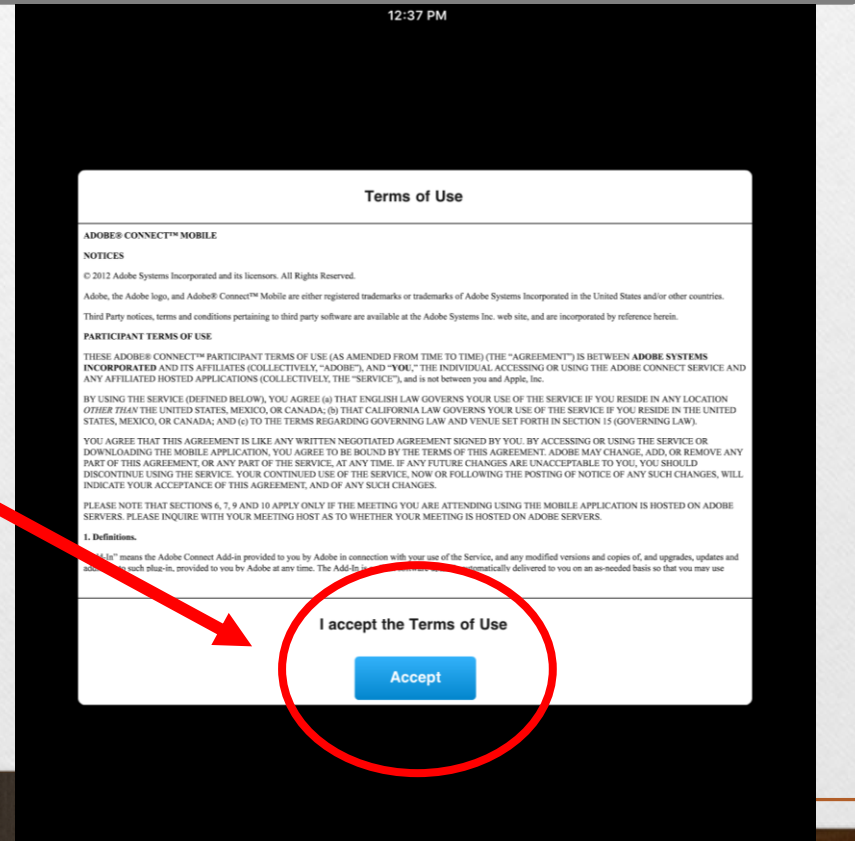 12:37 PM
Terms of Use
ADOBE® CONNECT™ MOBILE
NOTICES
© 2012 Adobe Systems Incorporated and its licensors. All Rights Reserved.
Adobe, the Adobe logo, and Adobe® Connect™ Mobile are either registered trademarks or trademarks of Adobe Systems Incorporated in the United States and/or other countries.
Third Party notices, terms and conditions pertaining to third party software are available at the Adobe Systems Inc. web site, and are incorporated by reference herein.
PARTICIPANT TERMS OF USE
THESE ADOBE® CONNECT™ PARTICIPANT TERMS OF USE (AS AMENDED FROM TIME TO TIME) (THE “AGREEMENT”) IS BETWEEN ADOBE SYSTEMS
INCORPORATED AND ITS AFFILIATES (COLLECTIVELY, “ADOBE”), AND “YOU,” THE INDIVIDUAL ACCESSING OR USING THE ADOBE CONNECT SERVICE AND
ANY AFFILIATED HOSTED APPLICATIONS (COLLECTIVELY, THE “SERVICE”), and is not between you and Apple, Inc.
BY USING THE SERVICE (DEFINED BELOW), YOU AGREE (a) THAT ENGLISH LAW GOVERNS YOUR USE OF THE SERVICE IF YOU RESIDE IN ANY LOCATION
OTHER THAN THE UNITED STATES, MEXICO, OR CANADA; (b) THAT CALIFORNIA LAW GOVERNS YOUR USE OF THE SERVICE IF YOU RESIDE IN THE UNITED
STATES, MEXICO, OR CANADA; AND (c) TO THE TERMS REGARDING GOVERNING LAW AND VENUE SET FORTH IN SECTION 15 (GOVERNING LAW).
YOU AGREE THAT THIS AGREEMENT IS LIKE ANY WRITTEN NEGOTIATED AGREEMENT SIGNED BY YOU. BY ACCESSING OR USING THE SERVICE OR
DOWNLOADING THE MOBILE APPLICATION, YOU AGREE TO BE BOUND BY THE TERMS OF THIS AGREEMENT. ADOBE MAY CHANGE, ADD, OR REMOVE ANY
PART OF THIS AGREEMENT, OR ANY PART OF THE SERVICE, AT ANY TIME. IF ANY FUTURE CHANGES ARE UNACCEPTABLE TO YOU, YOU SHOULD
DISCONTINUE USING THE SERVICE. YOUR CONTINUED USE OF THE SERVICE, NOW OR FOLLOWING THE POSTING OF NOTICE OF ANY SUCH CHANGES, WILL
INDICATE YOUR ACCEPTANCE OF THIS AGREEMENT, AND OF ANY SUCH CHANGES.
PLEASE NOTE THAT SECTIONS 6, 7, 9 AND 10 APPLY ONLY IF THE MEETING YOU ARE ATTENDING USING THE MOBILE APPLICATION IS HOSTED ON ADOBE
SERVERS. PLEASE INQUIRE WITH YOUR MEETING HOST AS TO WHETHER YOUR MEETING IS HOSTED ON ADOBE SERVERS.
1. Definitions.
-In” means the Adobe Connect Add-in provided to you by Adobe in connection with your use of the Service, and any modified versions and copies of, and upgrades, updates and
to such plug-in, provided to you by Adobe at any time. The Add-In is automatically delivered to you on an as-needed basis so that you may use
I accept the Terms of Use
Accept